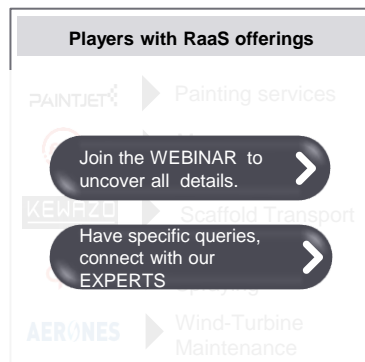 Players with RaaS offerings
PAINTJET
Painting services
Join the WEBINAR to
uncover all details.
KEWAZO
Scaffold Transport
Have specific queries,
connect with our
EXPERTS
AERONES
Wind-Turbine
Maintenance